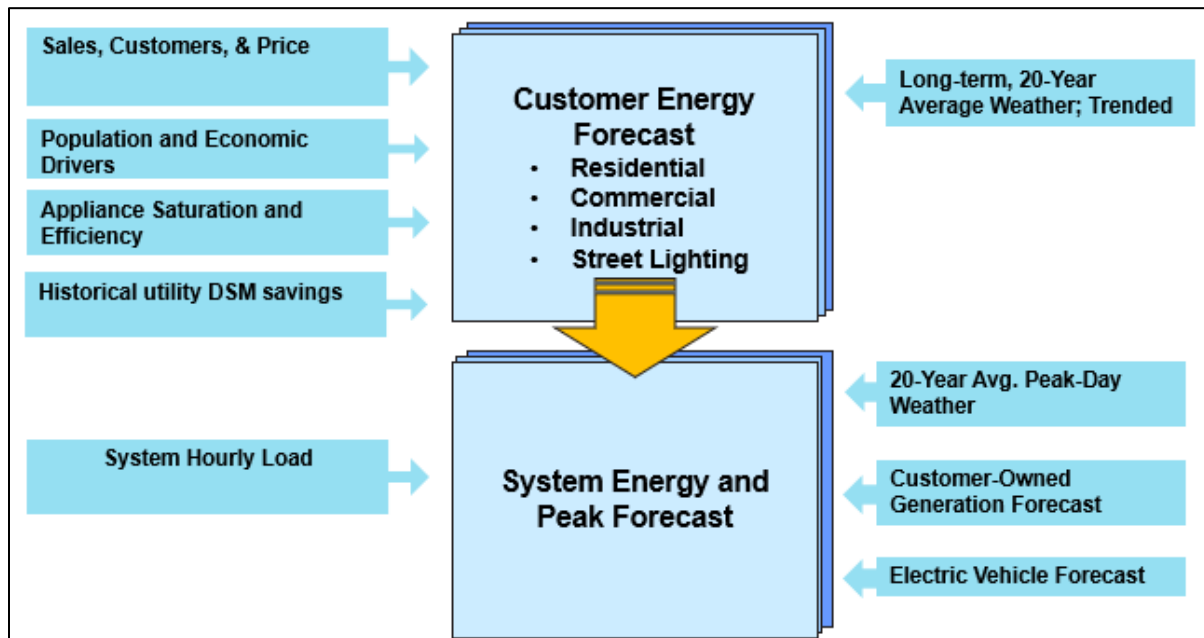 Sales, Customers, & Price
Population and Economic
Drivers
Appliance Saturation and
Efficiency
Historical utility DSM savings
Customer Energy
Forecast
• Residential
• Commercial
• Industrial
• Street Lighting
Long-term, 20-Year
Average Weather; Trended
System Hourly Load
System Energy and
Peak Forecast
20-Year Avg. Peak-Day
Weather
Customer-Owned
Generation Forecast
Electric Vehicle Forecast